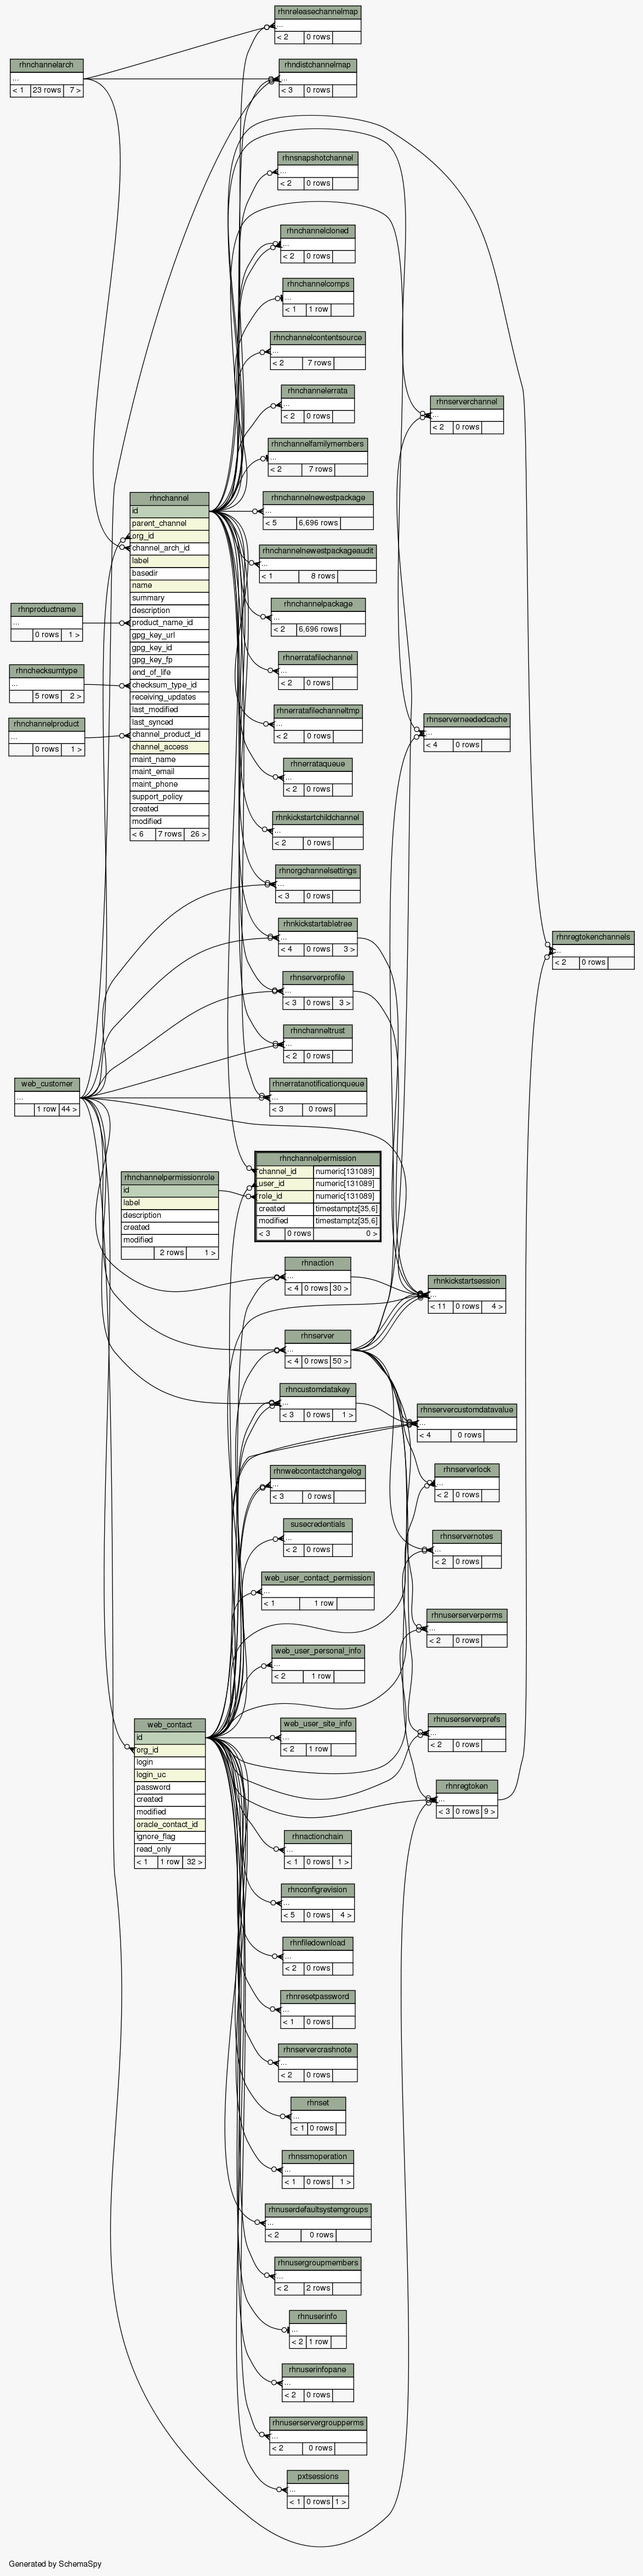 rhnreleasechannelmap
...
< 2 0 rows
rhnchannelarch
...
< 1 23 rows 7 >
rhndistchannelmap
...
< 3 0 rows
rhnsnapshotchannel
...
< 2 0 rows
rhnchannelcloned
...
< 2 0 rows
rhnchannelcomps
...
< 1 1 row
rhnchannelcontentsource
...
< 2 7 rows
rhnchannelerrata
...
< 2 0 rows
rhnserverchannel
...
< 2 0 rows
rhnchannelfamilymembers
...
< 2 7 rows
rhnchannelnewestpackage
...
< 5 6,696 rows
rhnchannel
id
parent_channel
org_id
channel_arch_id
label
basedir
name
summary
description
product_name_id
gpg_key_url
gpg_key_id
gpg_key_fp
end_of_life
checksum_type_id
receiving_updates
last_modified
last_synced
channel_product_id
channel_access
maint_name
maint_email
maint_phone
support_policy
created
modified
< 6 7 rows 26 >
rhnchannelnewestpackageaudit
...
< 1 8 rows
rhnproductname
...
0 rows 1 >
rhnchannelpackage
...
< 2 6,696 rows
rhnchecksumtype
...
5 rows 2 >
rhnerratafilechannel
...
< 2 0 rows
rhnchannelproduct
...
0 rows 1 >
rhnerratafilechanneltmp
...
< 2 0 rows
rhnserverneededcache
...
< 4 0 rows
rhnerrataqueue
...
< 2 0 rows
rhnkickstartchildchannel
...
< 2 0 rows
rhnorgchannelsettings
...
< 3 0 rows
rhnkickstartabletree
...
< 4 0 rows 3 >
rhnregtokenchannels
...
< 2 0 rows
rhnserverprofile
...
< 3 0 rows 3 >
rhnchanneltrust
...
< 2 0 rows
web_customer
...
1 row 44 >
rhnerratanotificationqueue
...
< 3 0 rows
rhnchannelpermission
channel_id numeric[131089]
user_id numeric[131089]
role_id numeric[131089]
created timestamptz[35,6]
modified timestamptz[35,6]
< 3 0 rows 0 >
rhnchannelpermissionrole
id
label
description
created
modified
2 rows 1 >
rhnaction
...
< 4 0 rows 30 >
rhnkickstartsession
...
< 11 0 rows 4 >
rhnserver
...
< 4 0 rows 50 >
rhncustomdatakey
...
< 3 0 rows 1 >
rhnservercustomdatavalue
...
< 4 0 rows
rhnwebcontactchangelog
...
< 3 0 rows
rhnserverlock
...
< 2 0 rows
susecredentials
...
< 2 0 rows
rhnservernotes
...
< 2 0 rows
web_user_contact_permission
...
< 1 1 row
rhnuserserverperms
...
< 2 0 rows
web_user_personal_info
...
< 2 1 row
web_contact
id
org_id
login
login_uc
password
created
modified
oracle_contact_id
ignore_flag
read_only
< 1 1 row 32 >
web_user_site_info
...
< 2 1 row
rhnuserserverprefs
...
< 2 0 rows
rhnregtoken
...
< 3 0 rows 9 >
rhnactionchain
...
< 1 0 rows 1 >
rhnconfigrevision
...
< 5 0 rows 4 >
rhnfiledownload
...
< 2 0 rows
rhnresetpassword
...
< 1 0 rows
rhnservercrashnote
...
< 2 0 rows
rhnset
...
< 1 0 rows
rhnssmoperation
...
< 1 0 rows 1 >
rhnuserdefaultsystemgroups
...
< 2 0 rows
rhnusergroupmembers
...
< 2 2 rows
rhnuserinfo
...
< 2 1 row
rhnuserinfopane
...
< 2 0 rows
rhnuserservergroupperms
...
< 2 0 rows
pxtsessions
...
< 1 0 rows 1 >
Generated by SchemaSpy